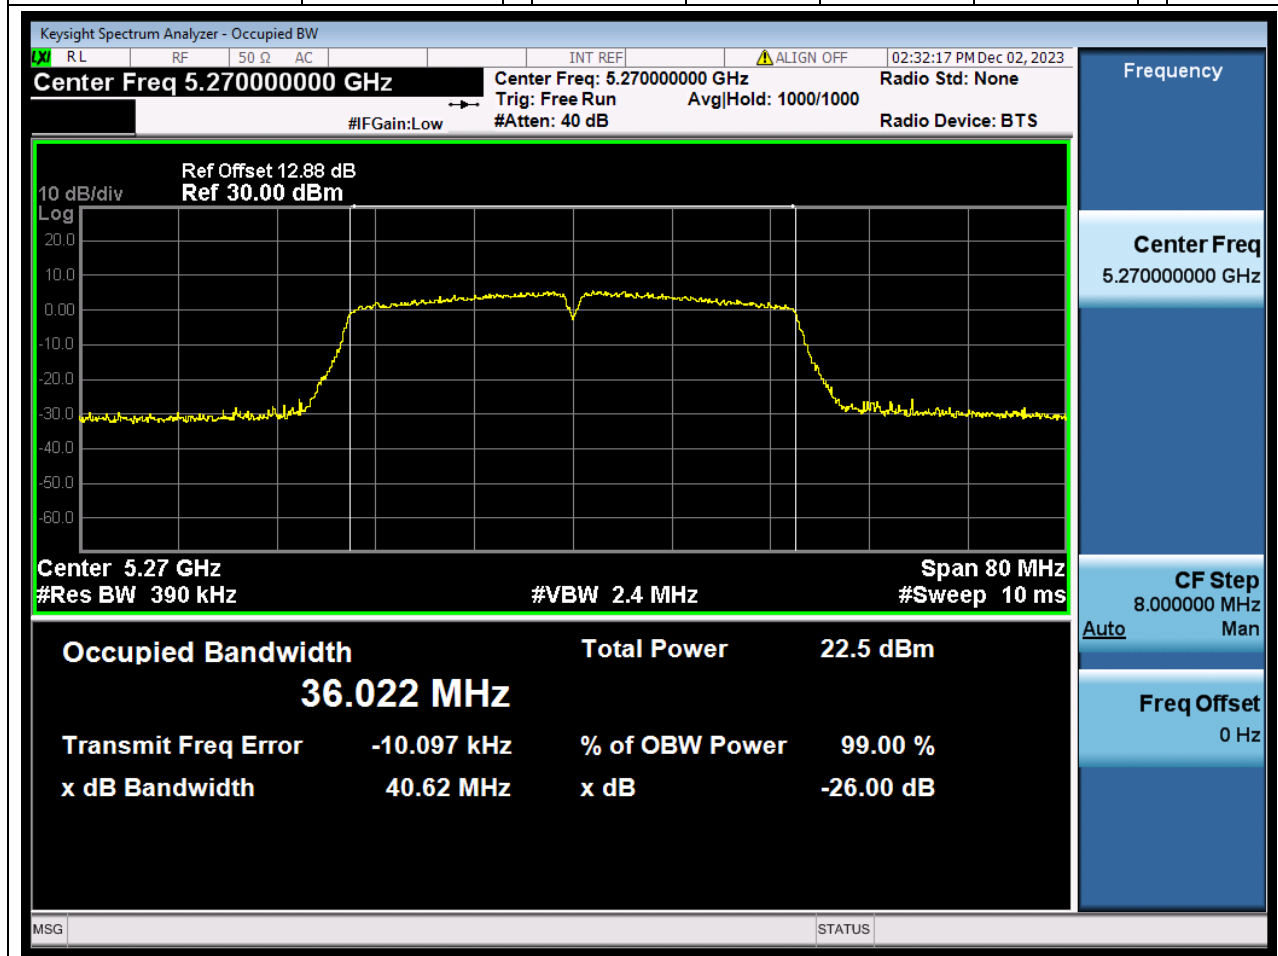 Keysight Spectrum Analyzer - Occupied BW
LXI RL RF 50 Ω AC INT REF ALIGN OFF 02:32:17 PM Dec 02, 2023
Center Freq 5.270000000 GHz
Center Freq: 5.270000000 GHz Radio Std: None
Trig: Free Run Avg|Hold: 1000/1000
#IFGain:Low #Atten: 40 dB Radio Device: BTS
Ref Offset 12.88 dB
10 dB/div Ref 30.00 dBm
Log
20.0
10.0
0.00
-10.0
-20.0
-30.0
-40.0
-50.0
-60.0
Center 5.27 GHz Span 80 MHz
#Res BW 390 kHz #VBW 2.4 MHz #Sweep 10 ms
Occupied Bandwidth Total Power 22.5 dBm
36.022 MHz
Transmit Freq Error -10.097 kHz % of OBW Power 99.00 %
x dB Bandwidth 40.62 MHz x dB -26.00 dB
MSG STATUS
Frequency
Center Freq
5.270000000 GHz
CF Step
8.000000 MHz
Auto Man
Freq Offset
0 Hz